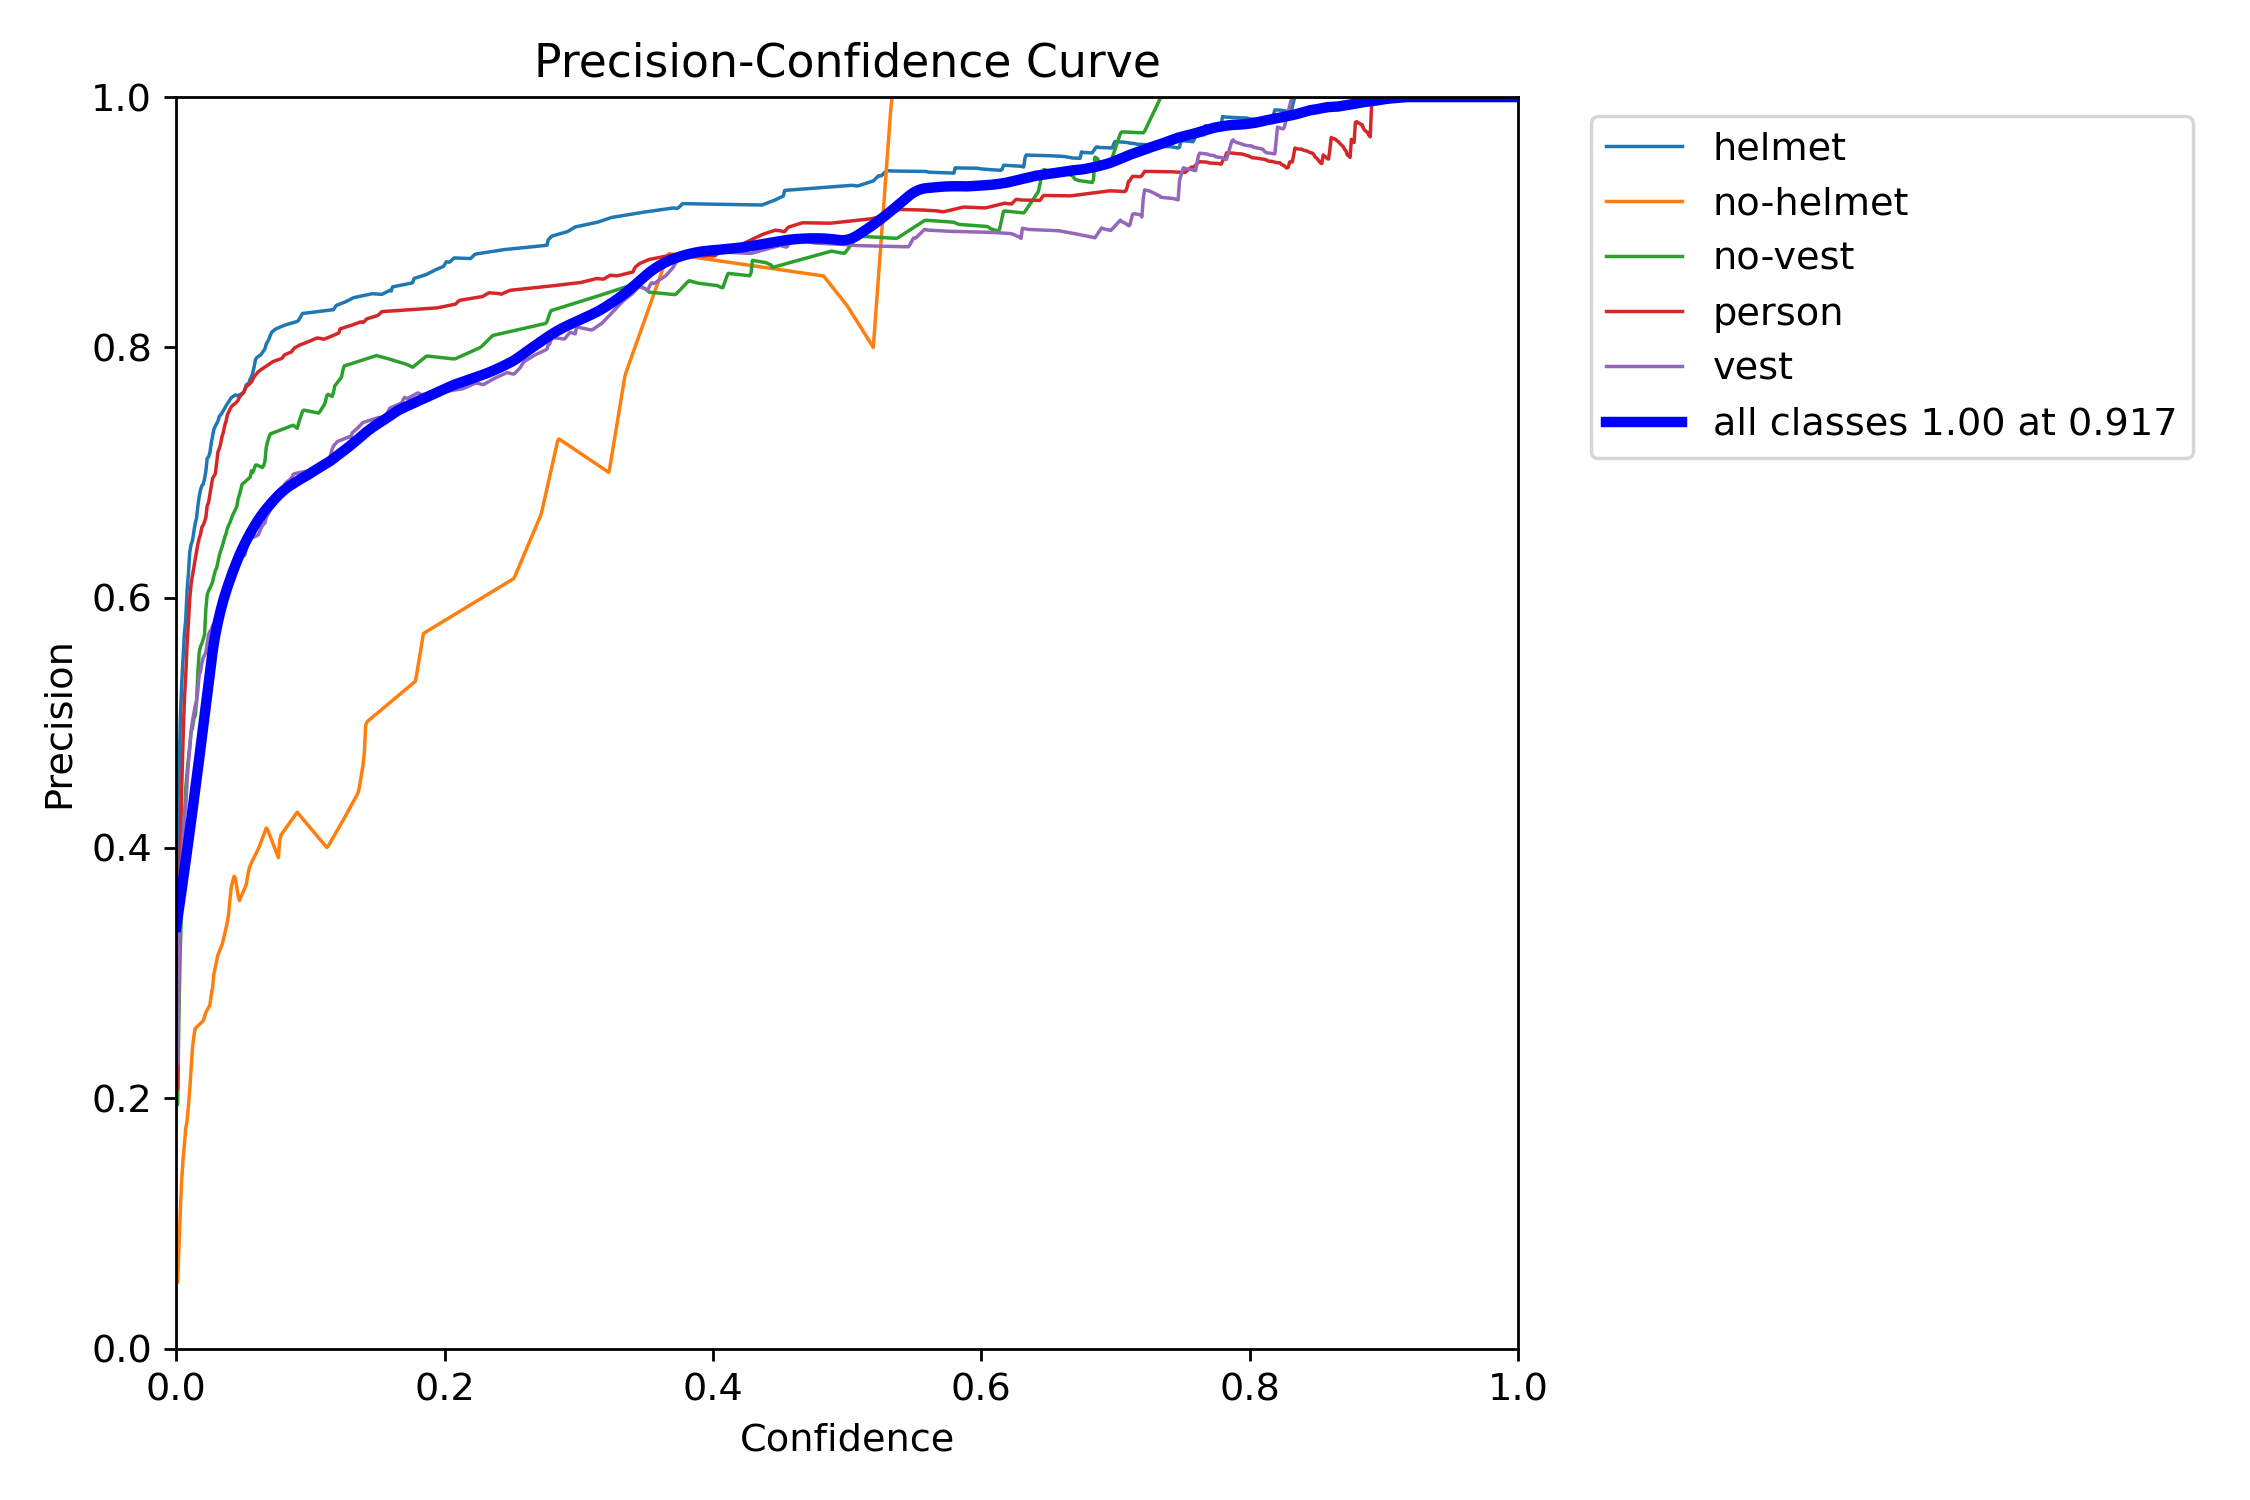 Precision-Confidence Curve
1.0
0.8
0.6
0.4
0.2
0.0
Precision
0.0 0.2 0.4 0.6 0.8 1.0
Confidence
helmet
no-helmet
no-vest
person
vest
all classes 1.00 at 0.917